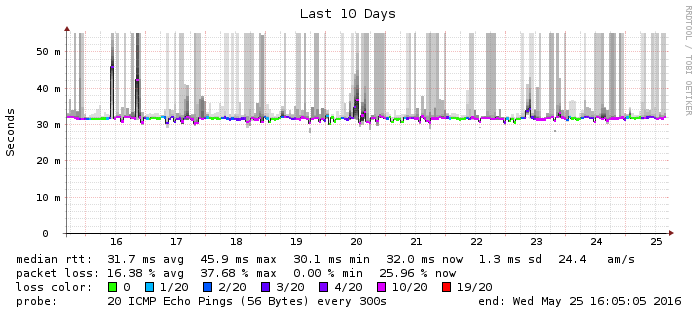 Last 10 Days
RRDTOOL / TOBI OETIKER
Seconds
50 m
40 m
30 m
20 m
10 m
0
16 17 18 19 20 21 22 23 24 25
median rtt: 31.7 ms avg 45.9 ms max 30.1 ms min 32.0 ms now 1.3 ms sd 24.4 am/s
packet loss: 16.38 % avg 37.68 % max 0.00 % min 25.96 % now
loss color: 0 1/20 2/20 3/20 4/20 10/20 19/20
probe: 20 ICMP Echo Pings (56 Bytes) every 300s end: Wed May 25 16:05:05 2016